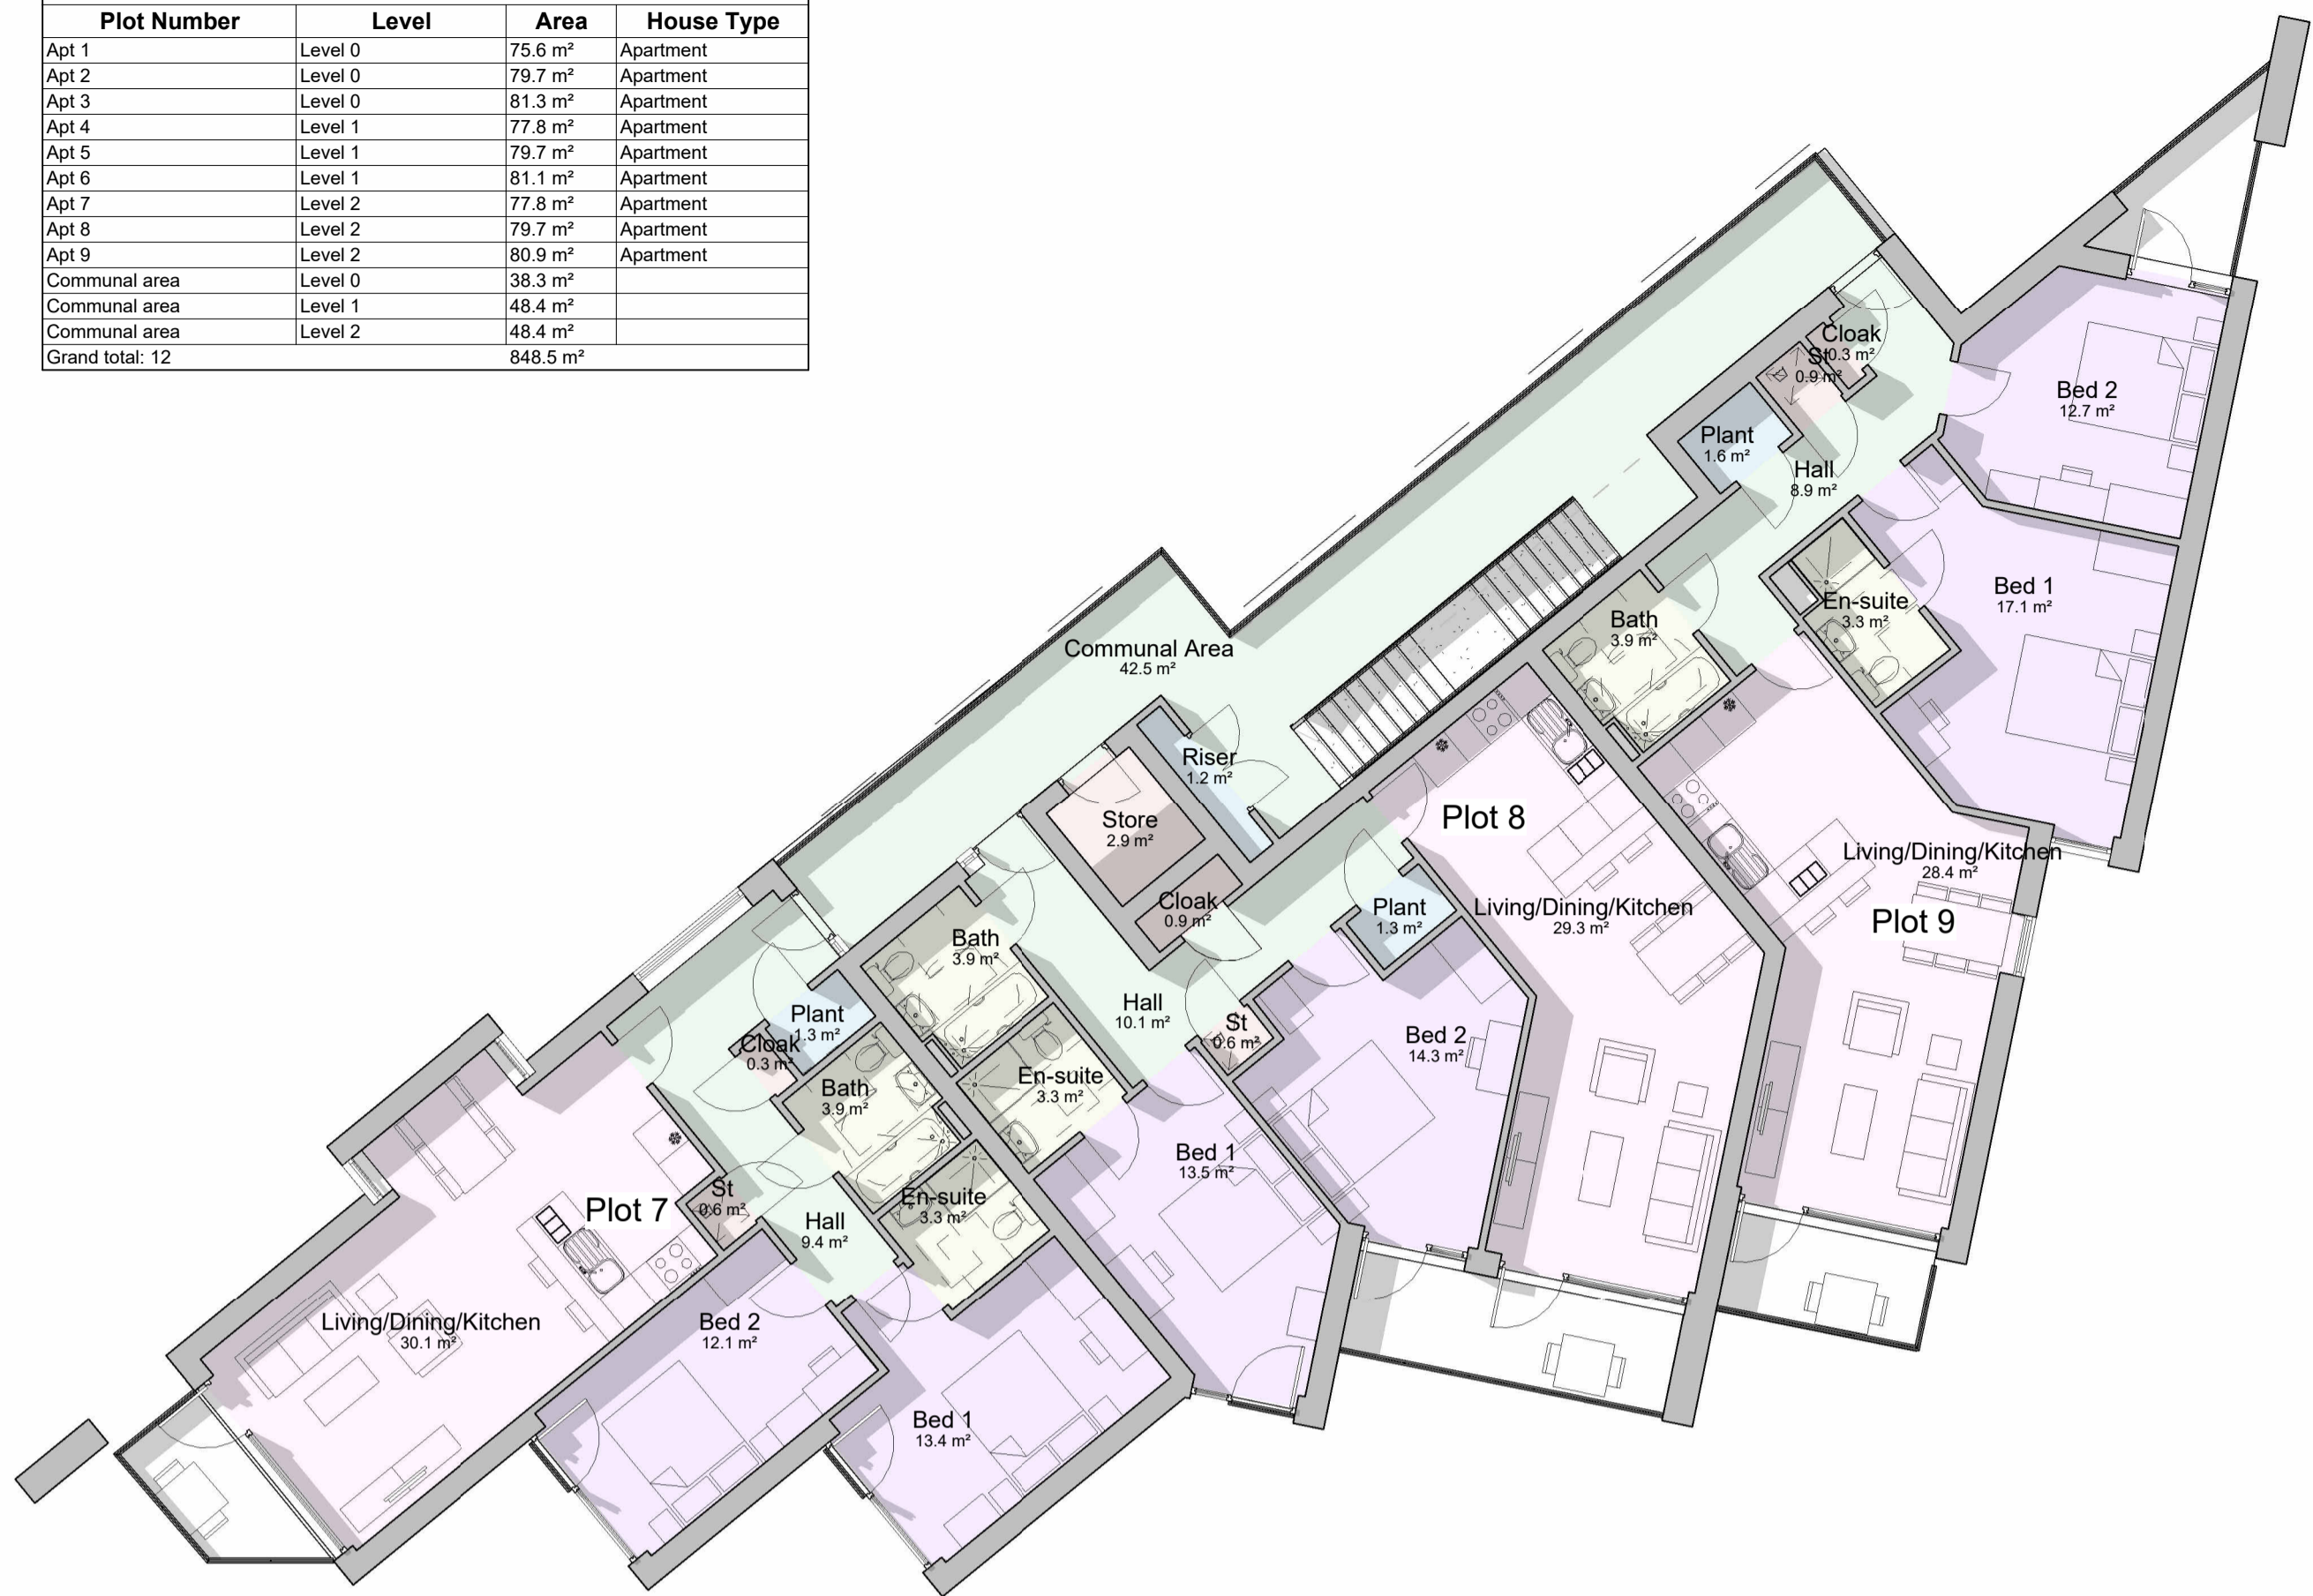 Plot Number Level Area House Type
Apt 1 Level 0 75.6 m² Apartment
Apt 2 Level 0 79.7 m² Apartment
Apt 3 Level 0 81.3 m² Apartment
Apt 4 Level 1 77.8 m² Apartment
Apt 5 Level 1 79.7 m² Apartment
Apt 6 Level 1 81.1 m² Apartment
Apt 7 Level 2 77.8 m² Apartment
Apt 8 Level 2 79.7 m² Apartment
Apt 9 Level 2 80.9 m² Apartment
Communal area Level 0 38.3 m²
Communal area Level 1 48.4 m²
Communal area Level 2 48.4 m²
Grand total: 12 848.5 m²
Cloak
0.3 m²
St
0.9 m²
Bed 2
12.7 m²
Plant
1.6 m²
Hall
8.9 m²
Bed 1
17.1 m²
En-suite
3.3 m²
Bath
3.9 m²
Communal Area
42.5 m²
Riser
1.2 m²
Store
2.9 m²
Plot 8
Living/Dining/Kitchen
28.4 m²
Plot 9
Cloak
0.9 m²
Plant
1.3 m²
Living/Dining/Kitchen
29.3 m²
Bath
3.9 m²
Hall
10.1 m²
St
0.6 m²
Bed 2
14.3 m²
Plant
1.3 m²
Cloak
0.3 m²
Bath
3.9 m²
En-suite
3.3 m²
Bed 1
13.5 m²
Plot 7
St
0.6 m²
En-suite
3.3 m²
Hall
9.4 m²
Living/Dining/Kitchen
30.1 m²
Bed 2
12.1 m²
Bed 1
13.4 m²